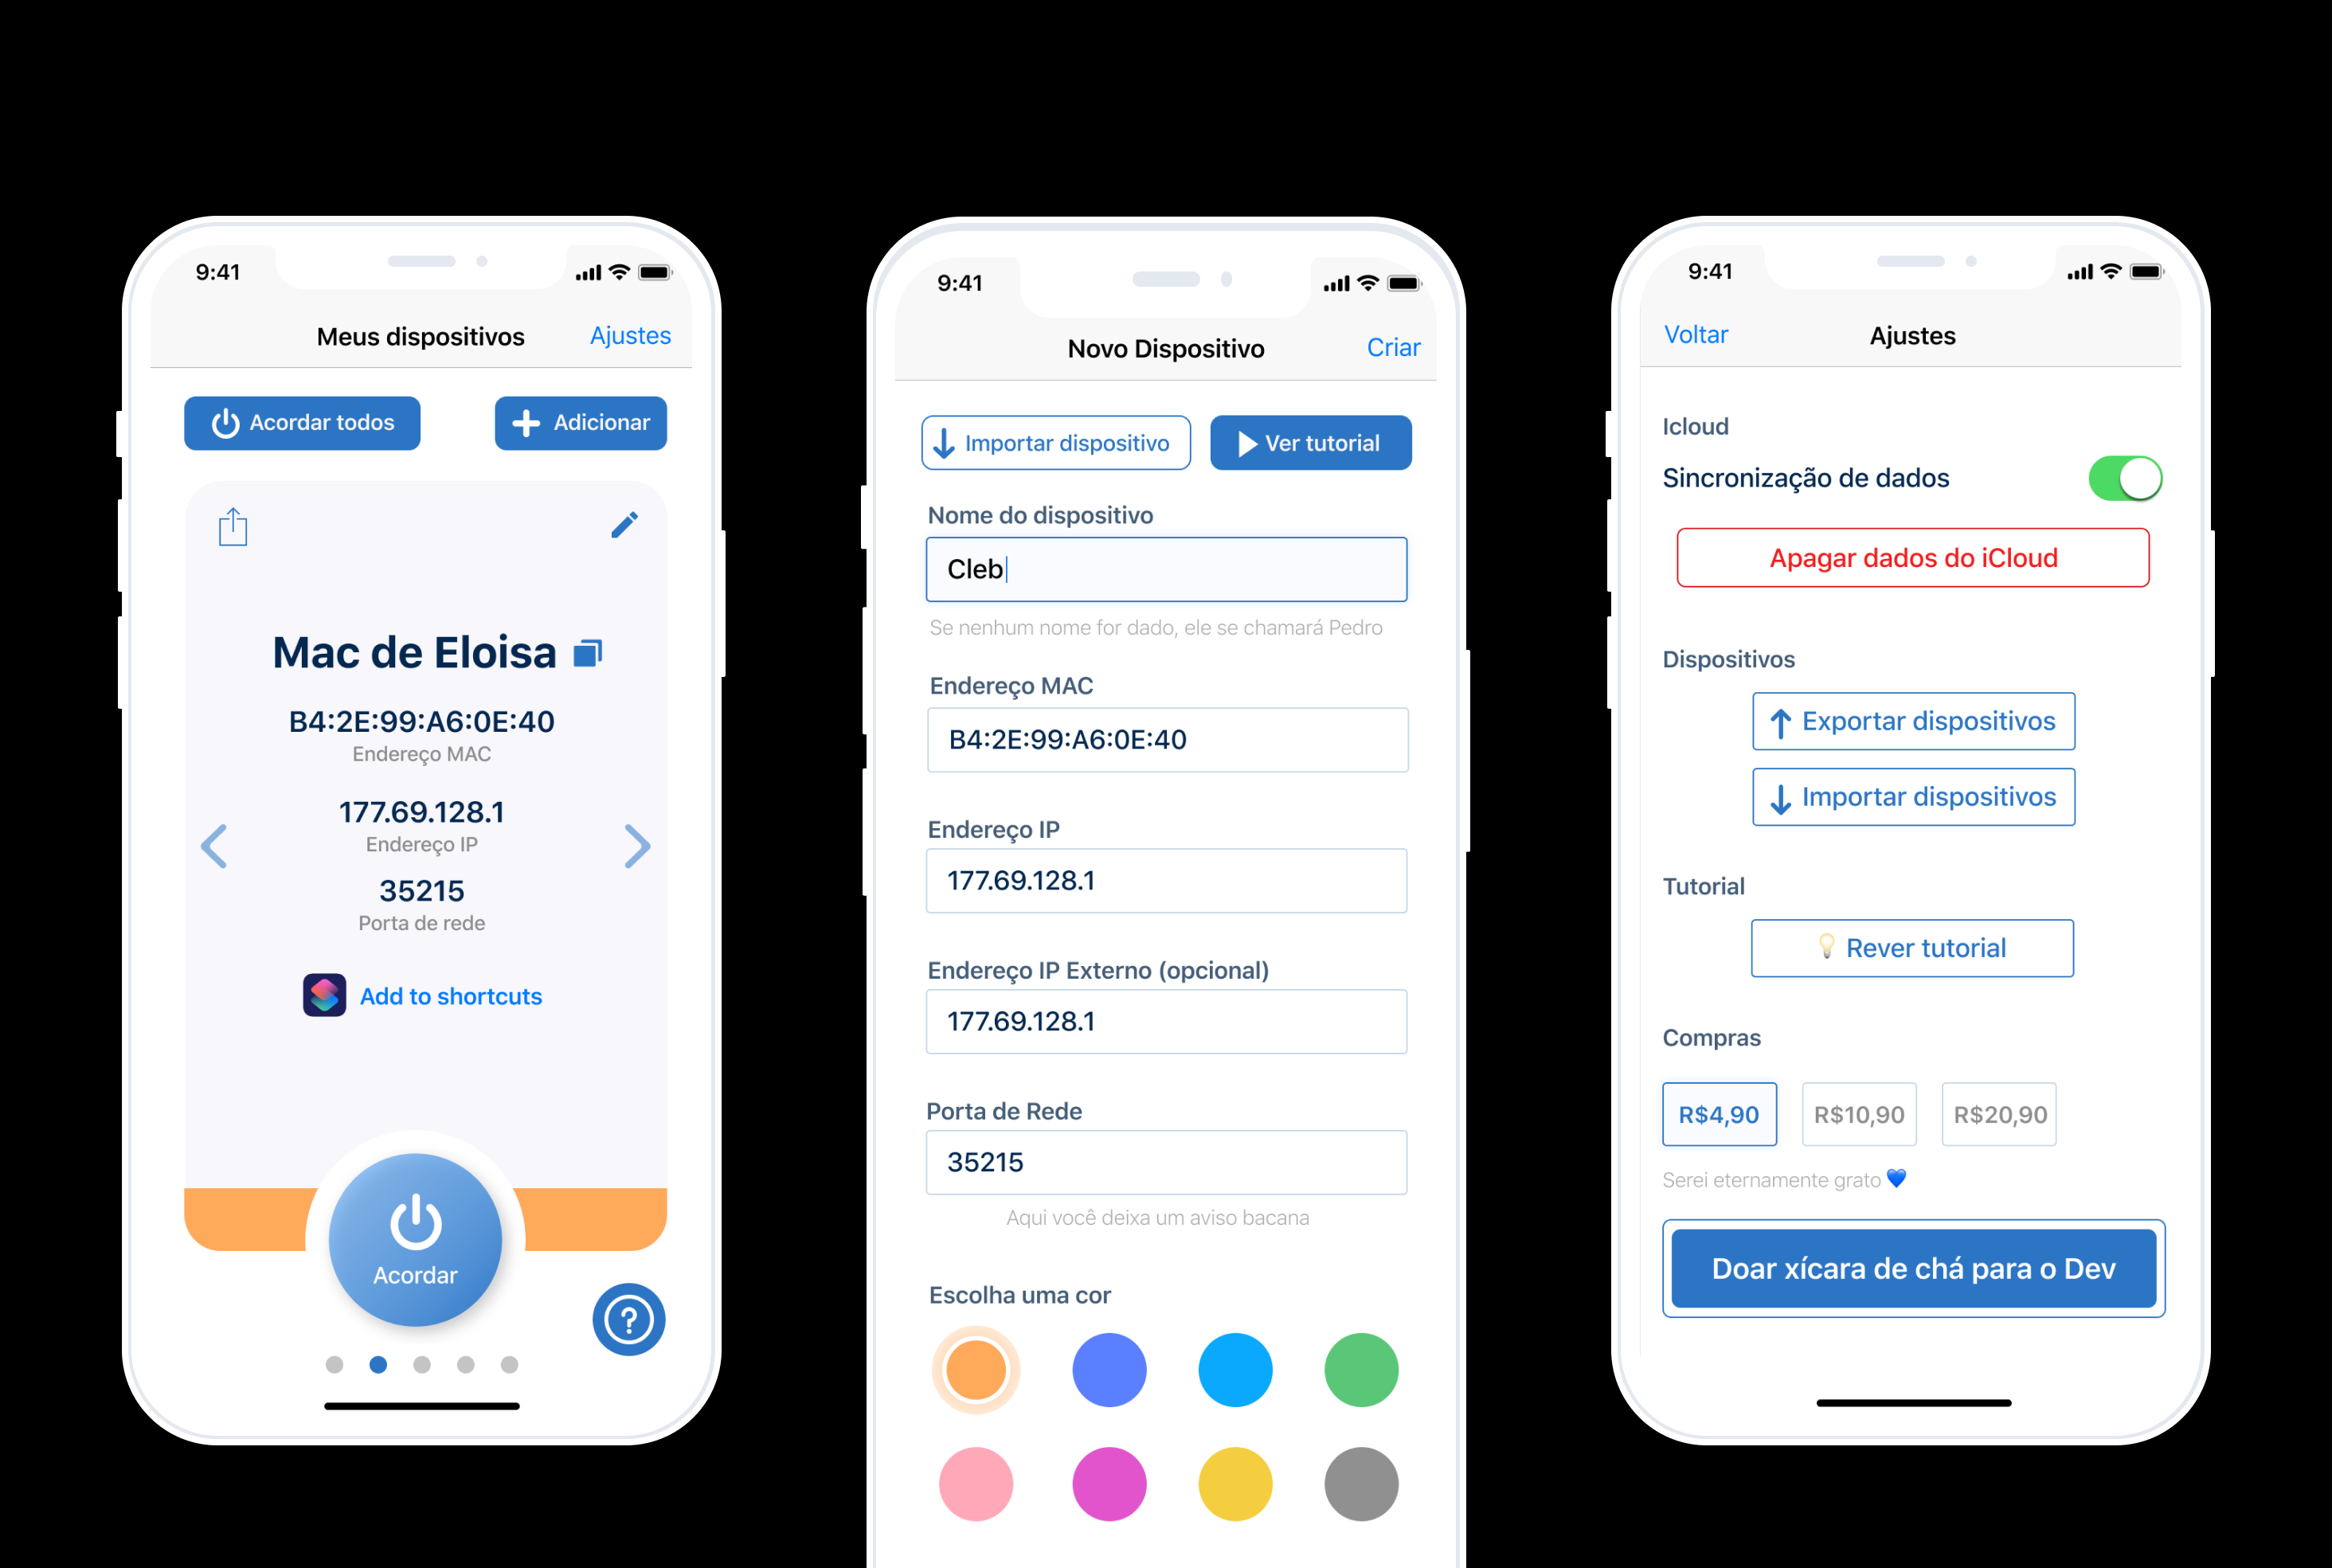 9:41
Meus dispositivos
Ajustes
Acordar todos
Adicionar
Mac de Eloisa
B4:2E:99:A6:0E:40
Endereço MAC
177.69.128.1
Endereço IP
35215
Porta de rede
Add to shortcuts
Acordar
?
9:41
Novo Dispositivo
Criar
Importar dispositivo
Ver tutorial
Nome do dispositivo
Cleb
Se nenhum nome for dado, ele se chamará Pedro
Endereço MAC
B4:2E:99:A6:0E:40
Endereço IP
177.69.128.1
Endereço IP Externo (opcional)
177.69.128.1
Porta de Rede
35215
Aqui você deixa um aviso bacana
Escolha uma cor
9:41
Voltar
Ajustes
Icloud
Sincronização de dados
Apagar dados do iCloud
Dispositivos
Exportar dispositivos
Importar dispositivos
Tutorial
Rever tutorial
Compras
R$4,90
R$10,90
R$20,90
Serei eternamente grato 💙
Doar xícara de chá para o Dev